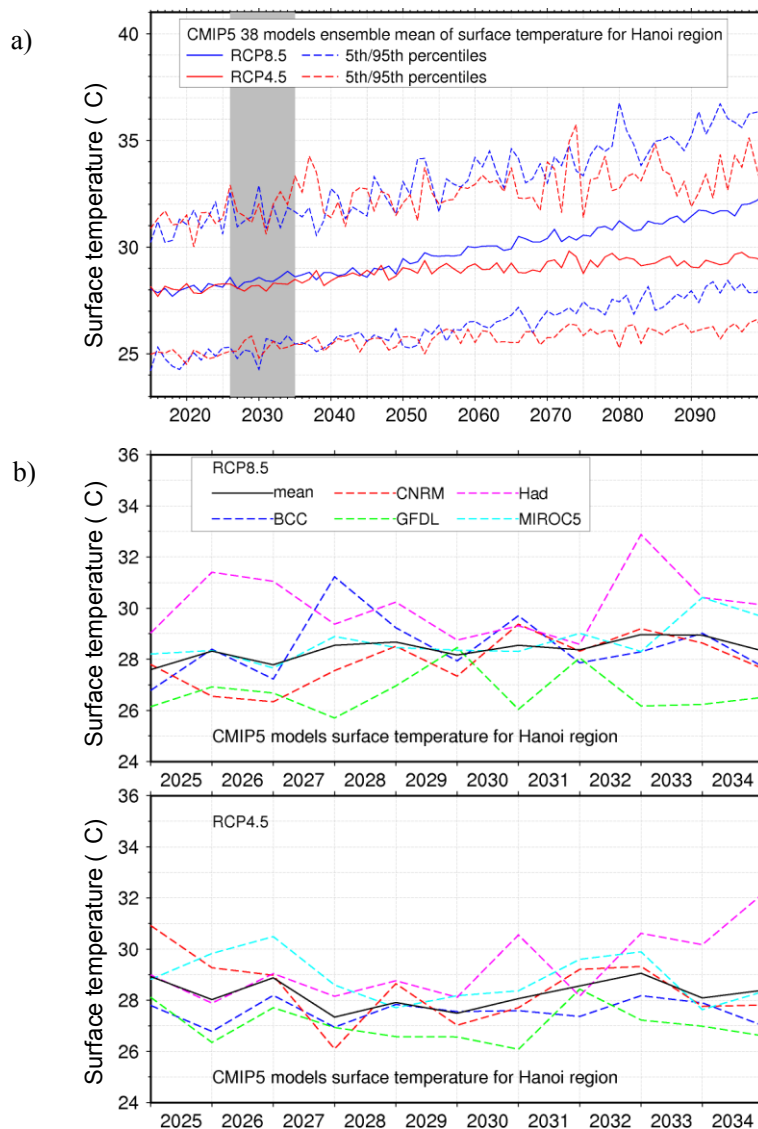 a)
CMIP5 38 models ensemble mean of surface temperature for Hanoi region
RCP8.5 5th/95th percentiles
RCP4.5 5th/95th percentiles
Surface temperature ( C)
40
35
30
25
2020 2030 2040 2050 2060 2070 2080 2090
b)
RCP8.5
mean CNRM Had
BCC GFDL MIROC5
Surface temperature ( C)
36
34
32
30
28
26
24
CMIP5 models surface temperature for Hanoi region
2025 2026 2027 2028 2029 2030 2031 2032 2033 2034
RCP4.5
Surface temperature ( C)
36
34
32
30
28
26
24
CMIP5 models surface temperature for Hanoi region
2025 2026 2027 2028 2029 2030 2031 2032 2033 2034